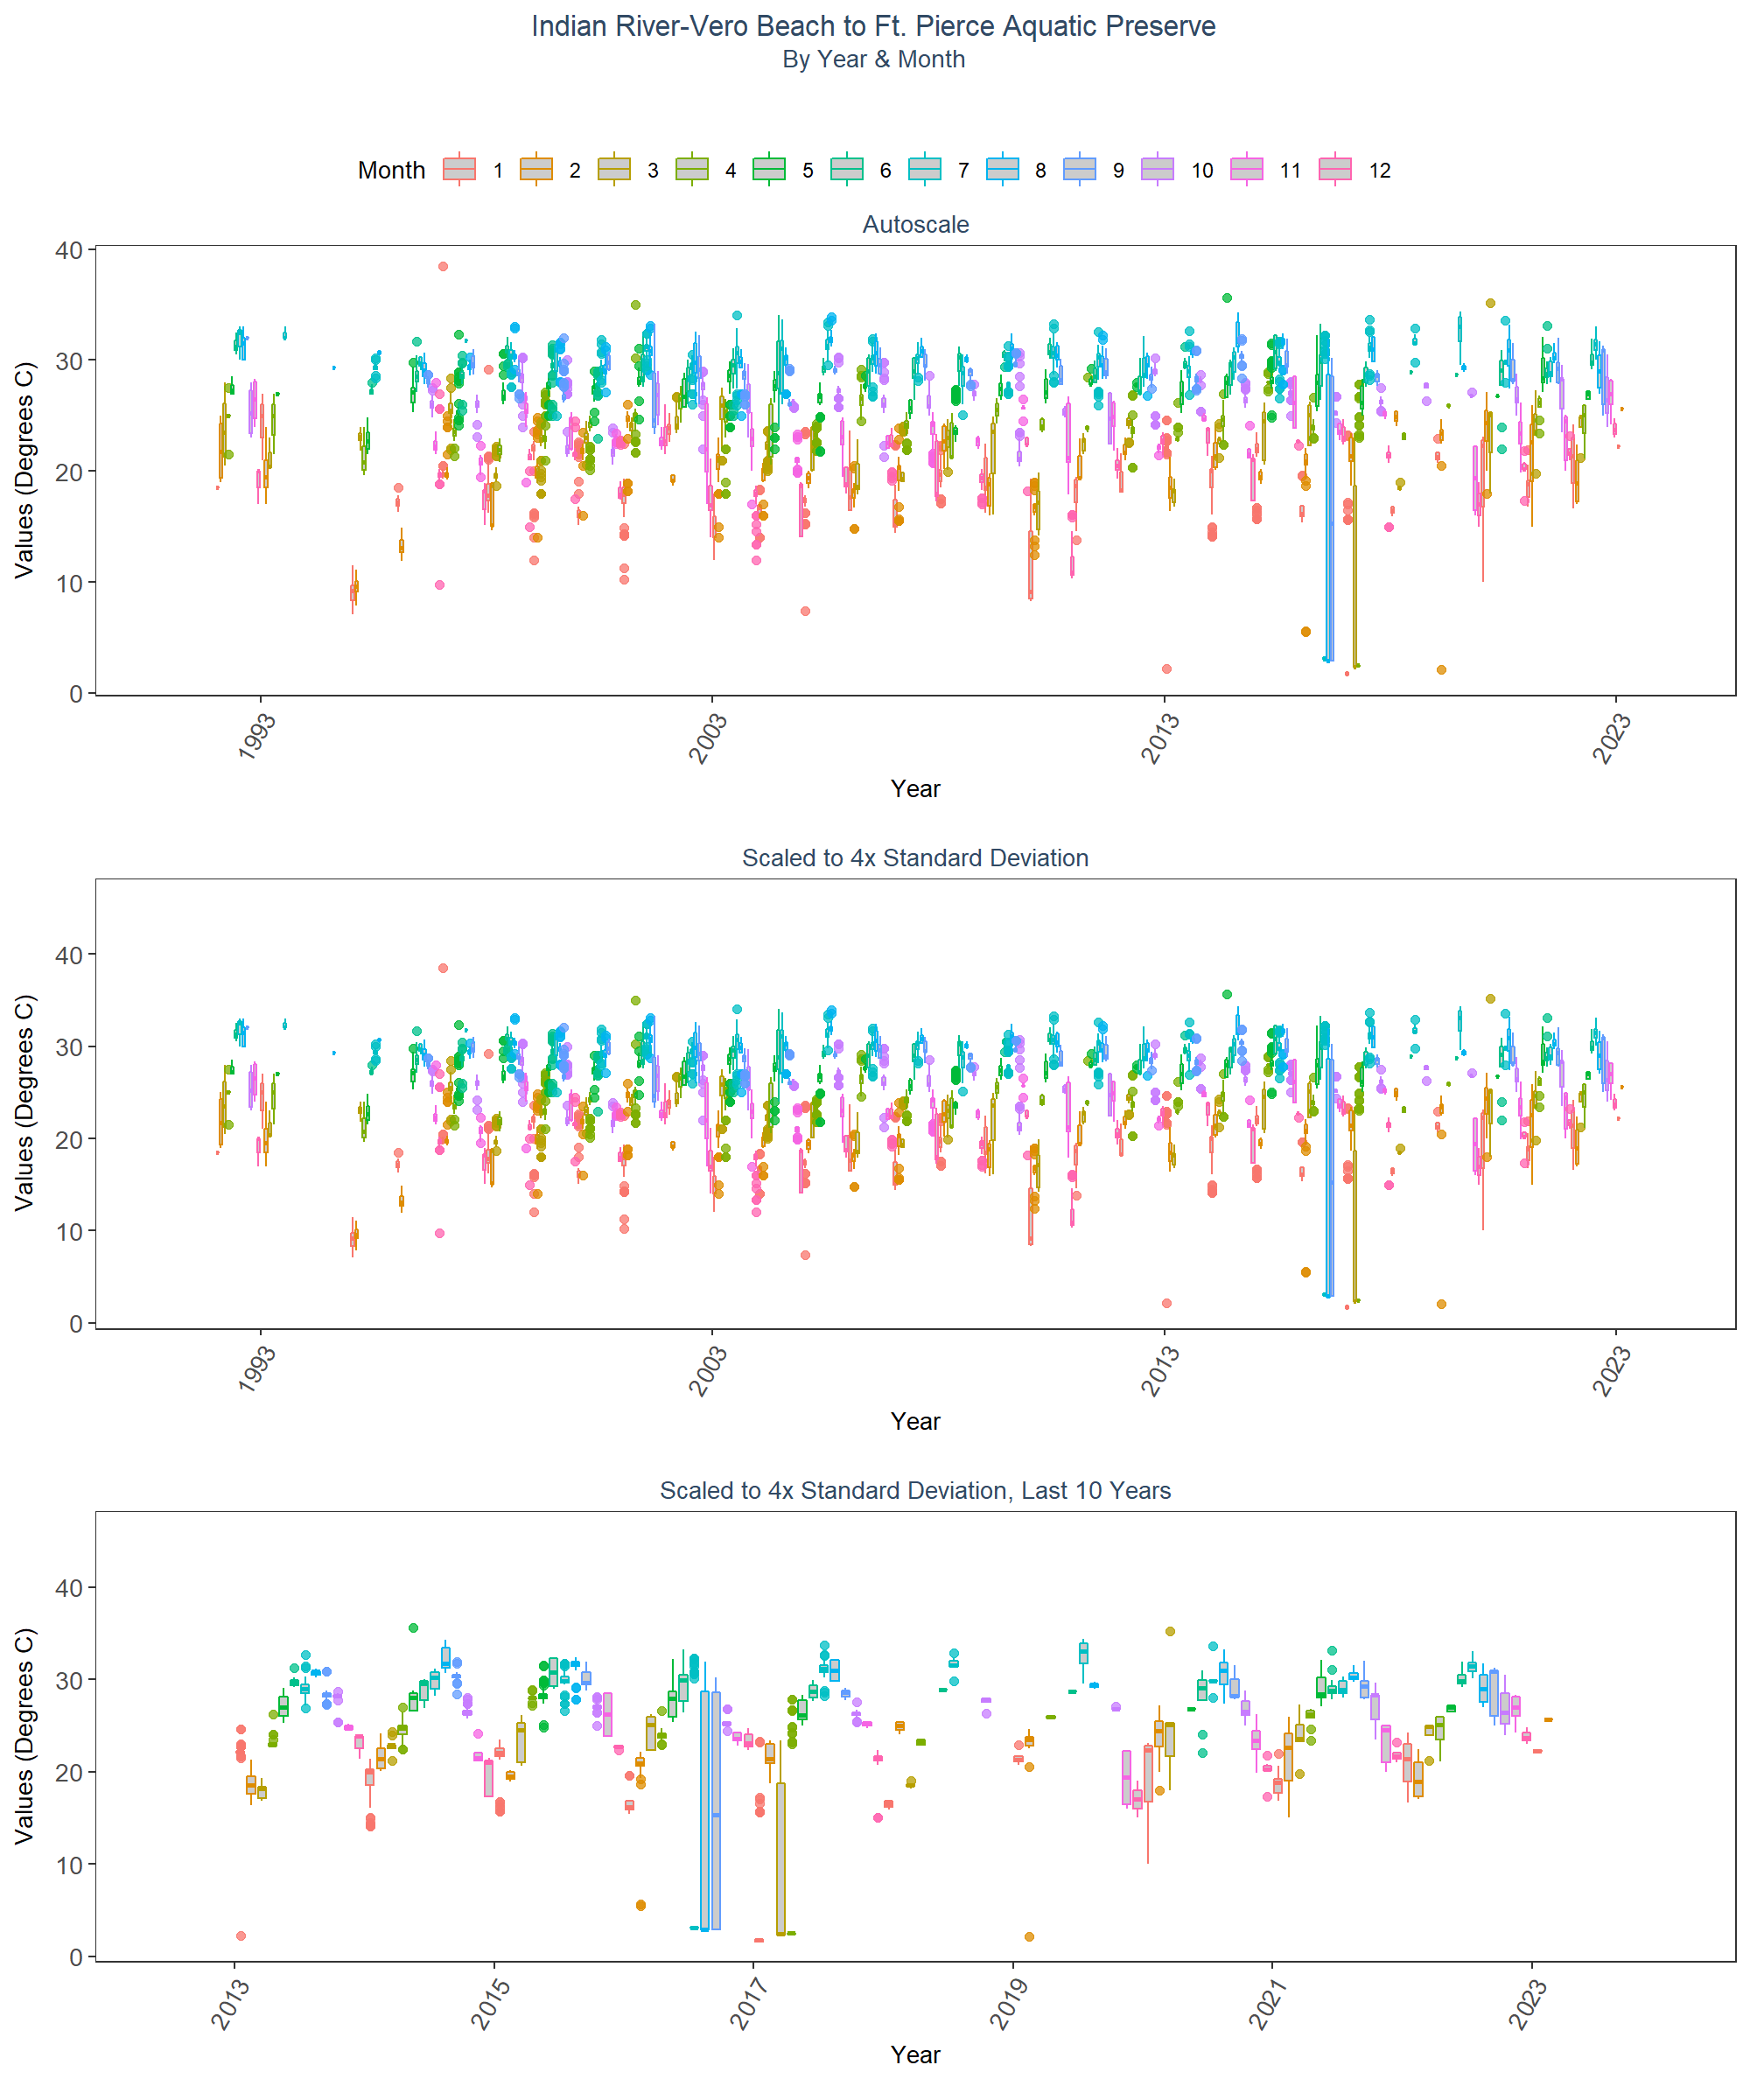 Indian River-Vero Beach to Ft. Pierce Aquatic Preserve
By Year & Month
Month 1 2 3 4 5 6 7 8 9 10 11 12
Autoscale
Values (Degrees C)
40
30
20
10
0
1993 2003 2013 2023
Year
Scaled to 4x Standard Deviation
Values (Degrees C)
40
30
20
10
0
1993 2003 2013 2023
Year
Scaled to 4x Standard Deviation, Last 10 Years
Values (Degrees C)
40
30
20
10
0
2013 2015 2017 2019 2021 2023
Year